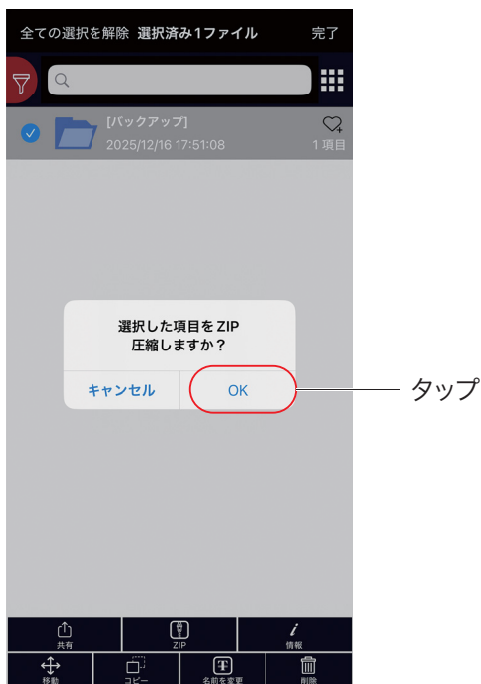 全ての選択を解除 選択済み1ファイル 完了
[バックアップ]
2025/12/16 17:51:08 1項目
選択した項目をZIP
圧縮しますか？
キャンセル OK タップ
共有 ZIP 情報
移動 コピー 名前を変更 削除